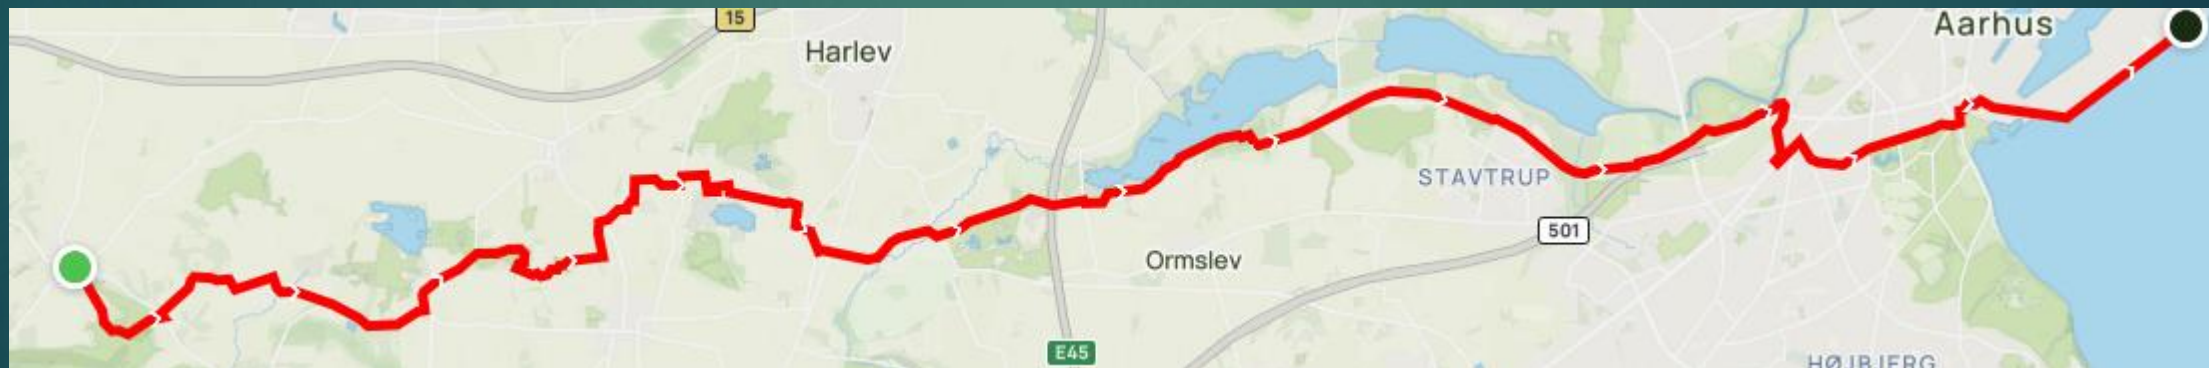 15
Harlev
Aarhus
STAVTRUP
501
Ormslev
E45
HØJBJERG